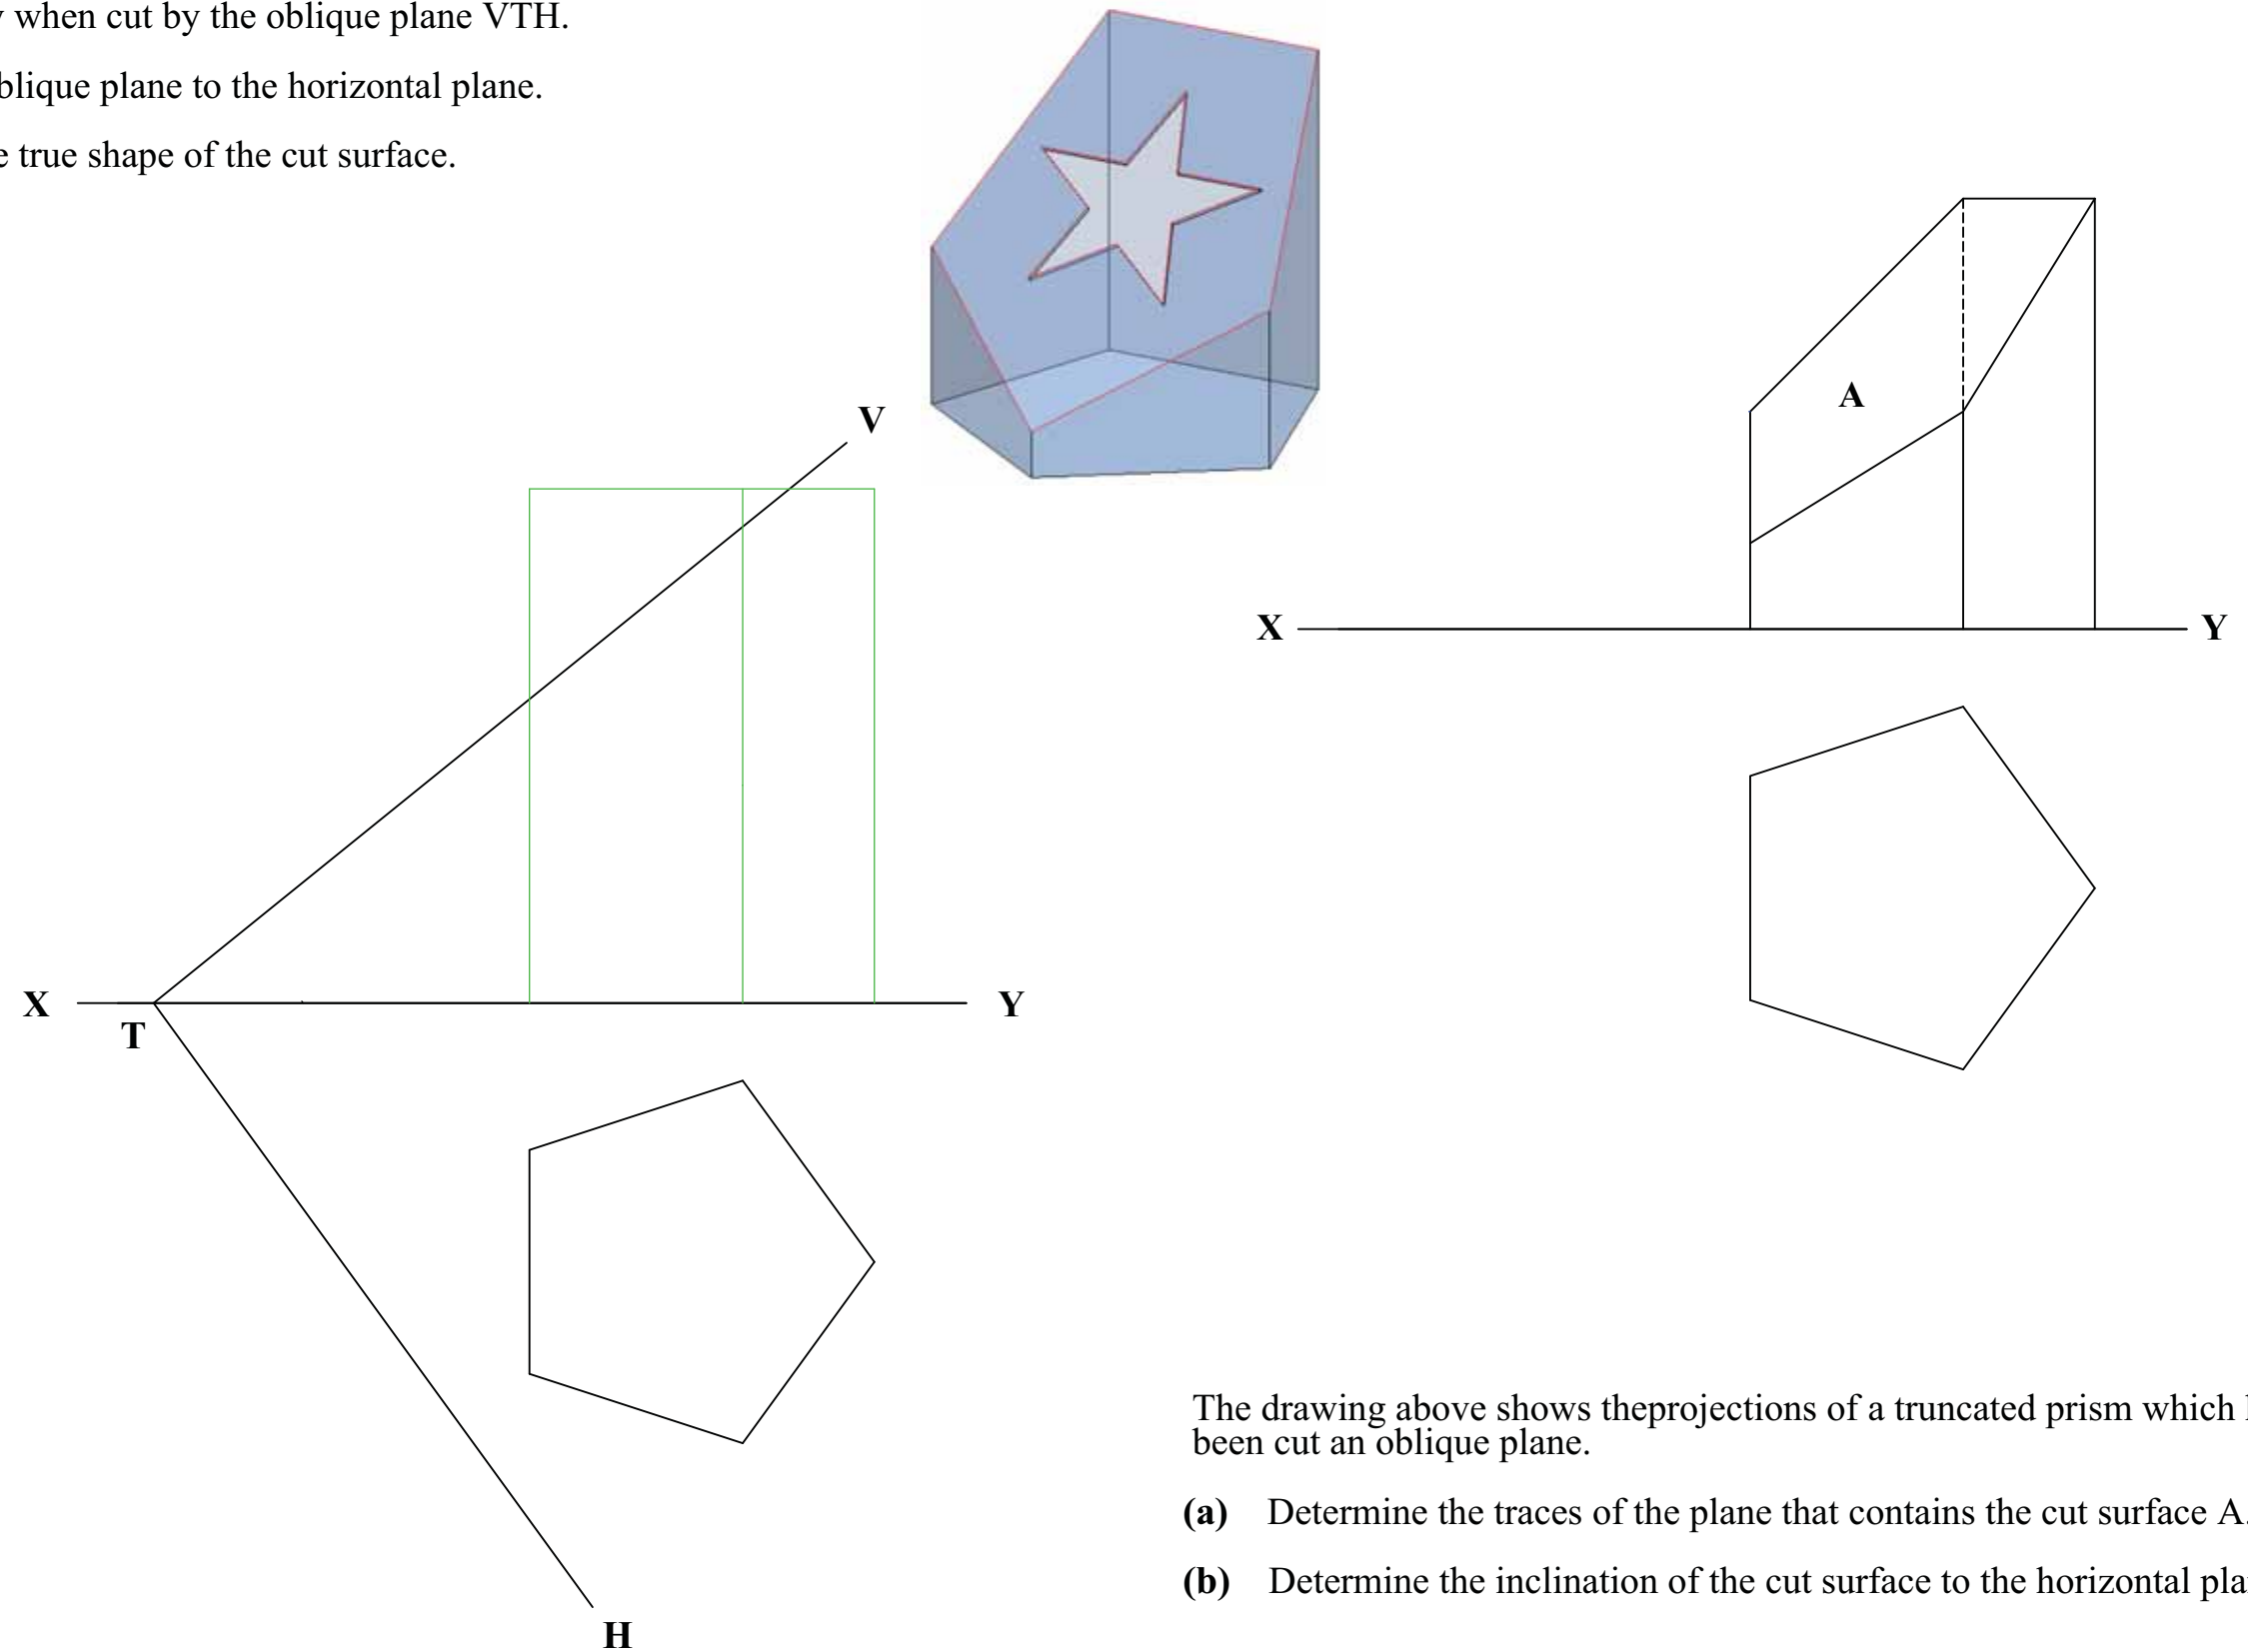 when cut by the oblique plane VTH.
oblique plane to the horizontal plane.
true shape of the cut surface.
V
A
X
Y
X
T
Y
The drawing above shows theprojections of a truncated prism which
been cut an oblique plane.
(a) Determine the traces of the plane that contains the cut surface A.
(b) Determine the inclination of the cut surface to the horizontal
H